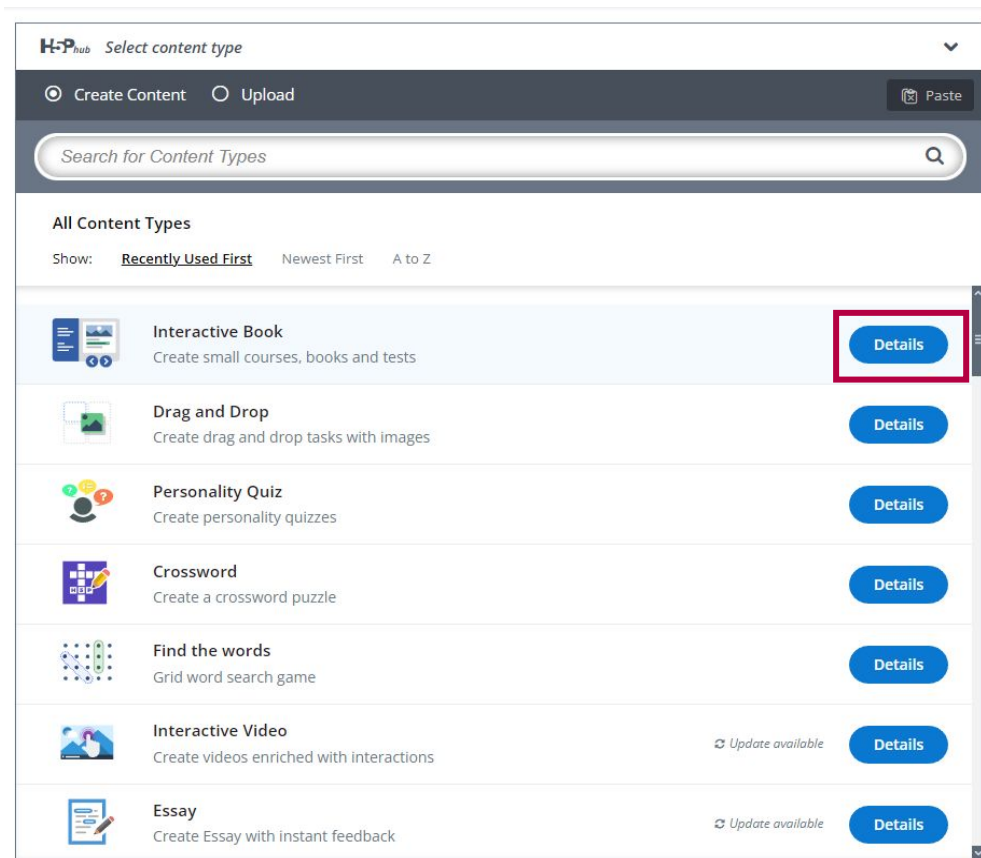 H5Phub Select content type
Create Content Upload Paste
Search for Content Types
All Content Types
Show: Recently Used First Newest First A to Z
Interactive Book
Create small courses, books and tests
Details
Drag and Drop
Create drag and drop tasks with images
Details
Personality Quiz
Create personality quizzes
Details
Crossword
Create a crossword puzzle
Details
Find the words
Grid word search game
Details
Interactive Video
Create videos enriched with interactions
Update available Details
Essay
Create Essay with instant feedback
Update available Details